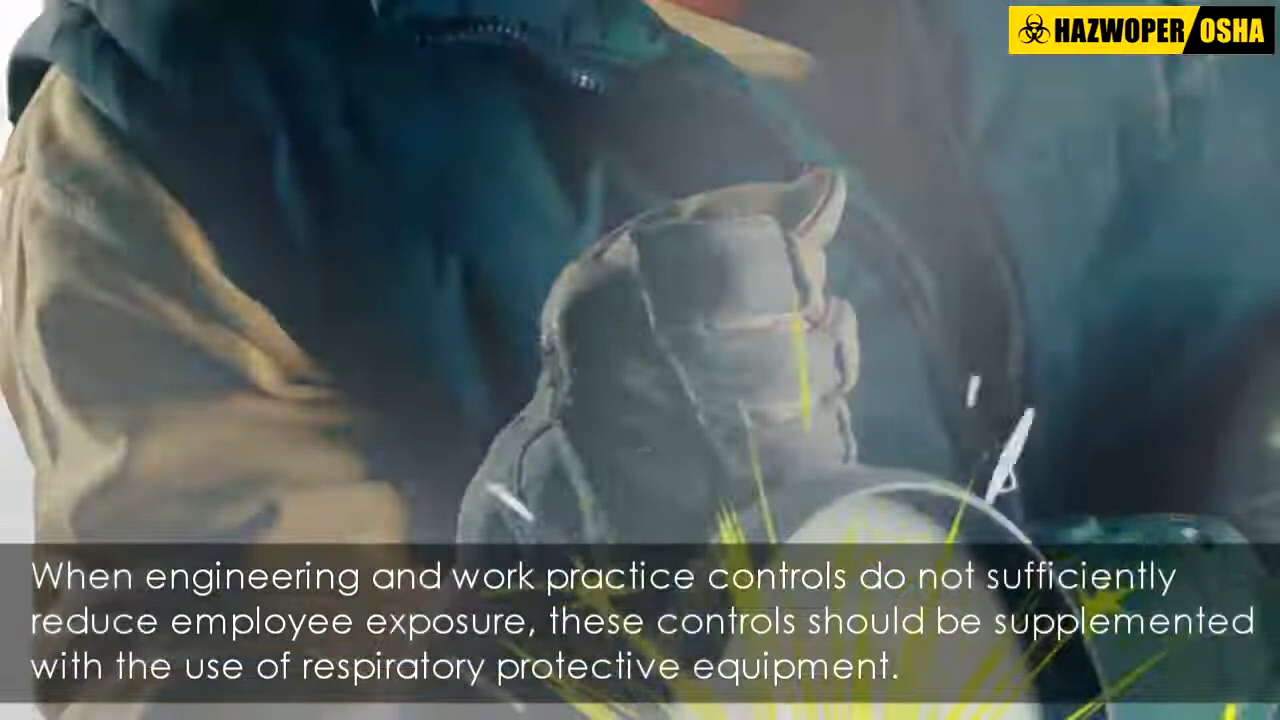 HAZWOPER OSHA
When engineering and work practice controls do not sufficiently
reduce employee exposure, these controls should be supplemented
with the use of respiratory protective equipment.